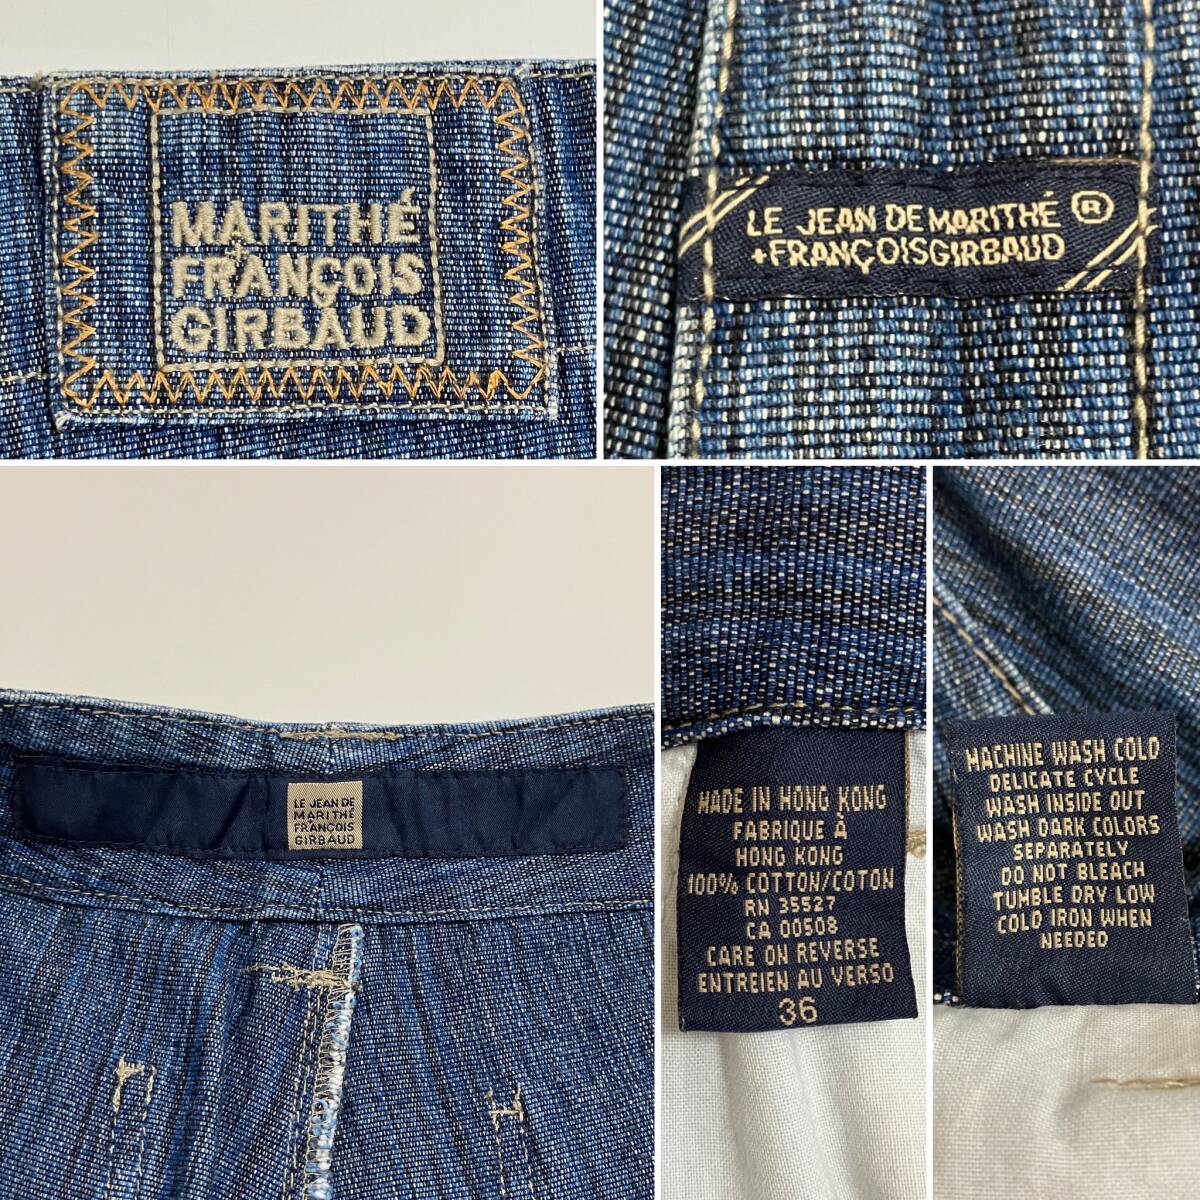 MARITHÉ
+
FRANÇOIS
GIRBAUD
LE JEAN DE MARITHÉ ®
+FRANÇOISGIRBAUD
LE JEAN DE
MARITHÉ
+
FRANÇOIS
GIRBAUD
MADE IN HONG KONG
FABRIQUE À
HONG KONG
100% COTTON/COTON
RN 35527
CA 00508
CARE ON REVERSE
ENTREIEN AU VERSO
36
MACHINE WASH COLD
DELICATE CYCLE
WASH INSIDE OUT
WASH DARK COLORS
SEPARATELY
DO NOT BLEACH
TUMBLE DRY LOW
COLD IRON WHEN
NEEDED